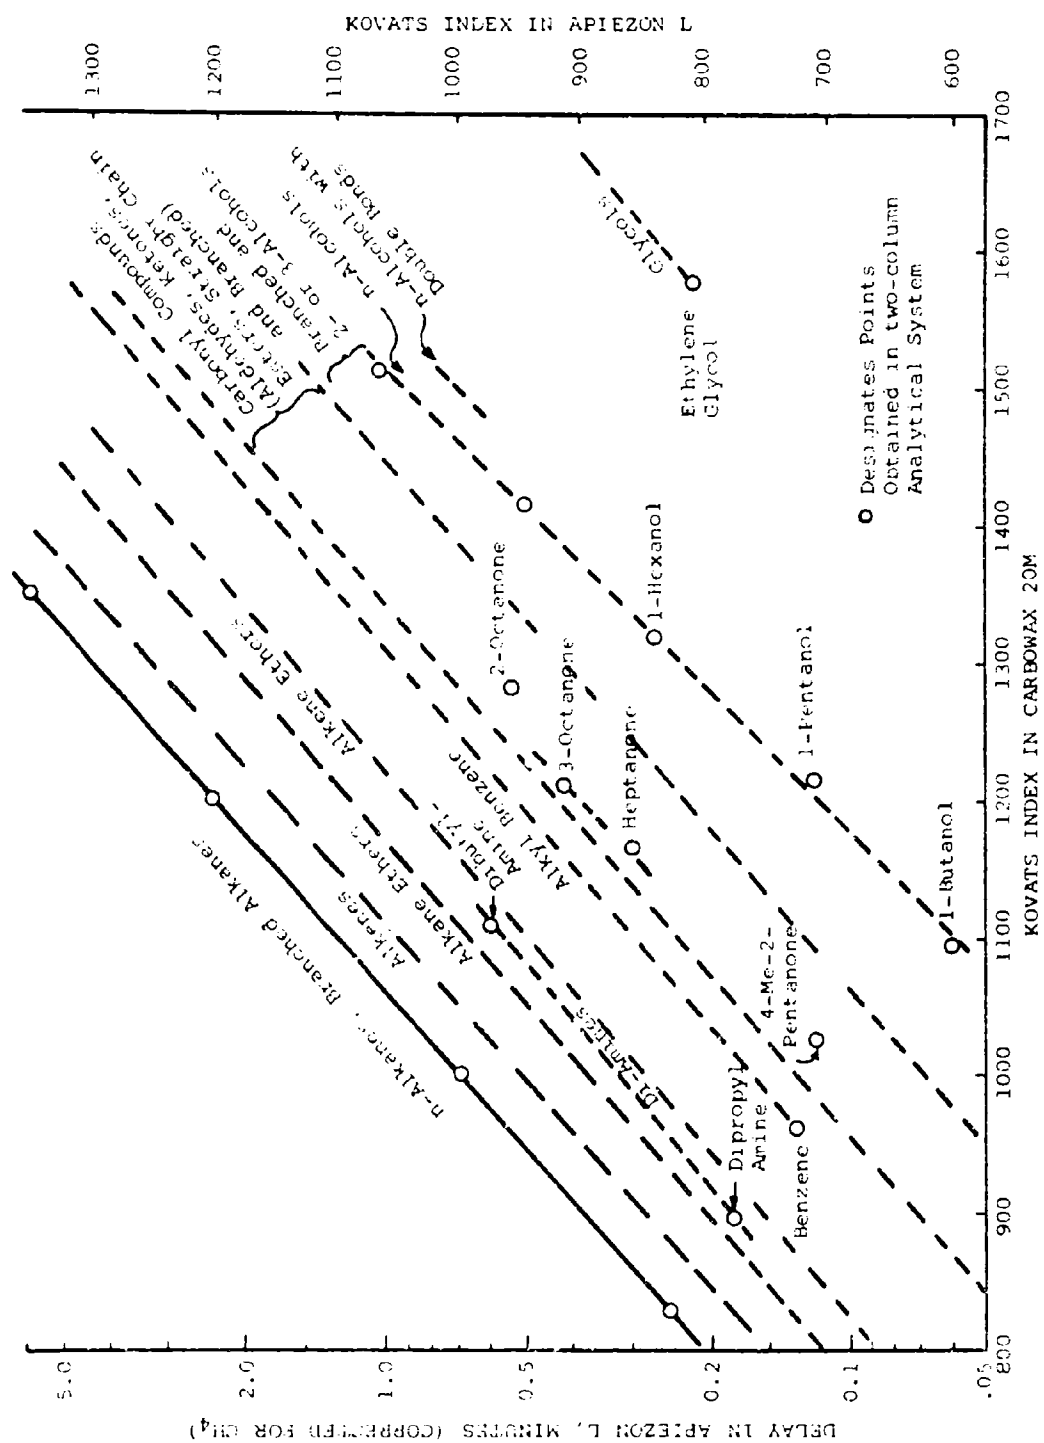 KOVATS INDEX IN APIEZON L
1300
1200
1100
1000
900
800
700
600
DELAY IN APIEZON L, MINUTES (CORRECTED FOR CH4)
5.0
2.0
1.0
0.5
0.2
0.1
.05
KOVATS INDEX IN CARBOWAX 20M
800
900
1000
1100
1200
1300
1400
1500
1600
1700
n-Alkanes, Branched Alkanes
Alkenes
Alkane Ethers
Alkene Ethers
Dibutyl-
Amine
Alkyl Benzene
Di-Amines
Carbonyl Compounds
(Aldehydes, Ketones,
Esters, Straight Chain
and Branched)
Branched and
2- or 3-Alcohols
n-Alcohols
n-Alcohols with
Double Bonds
Glycols
Ethylene
Glycol
2-Octanone
3-Octanone
Heptanone
1-Hexanol
1-Pentanol
1-Butanol
4-Me-2-
Pentanone
Dipropyl
Amine
Benzene
Designates Points
Obtained in two-column
Analytical System